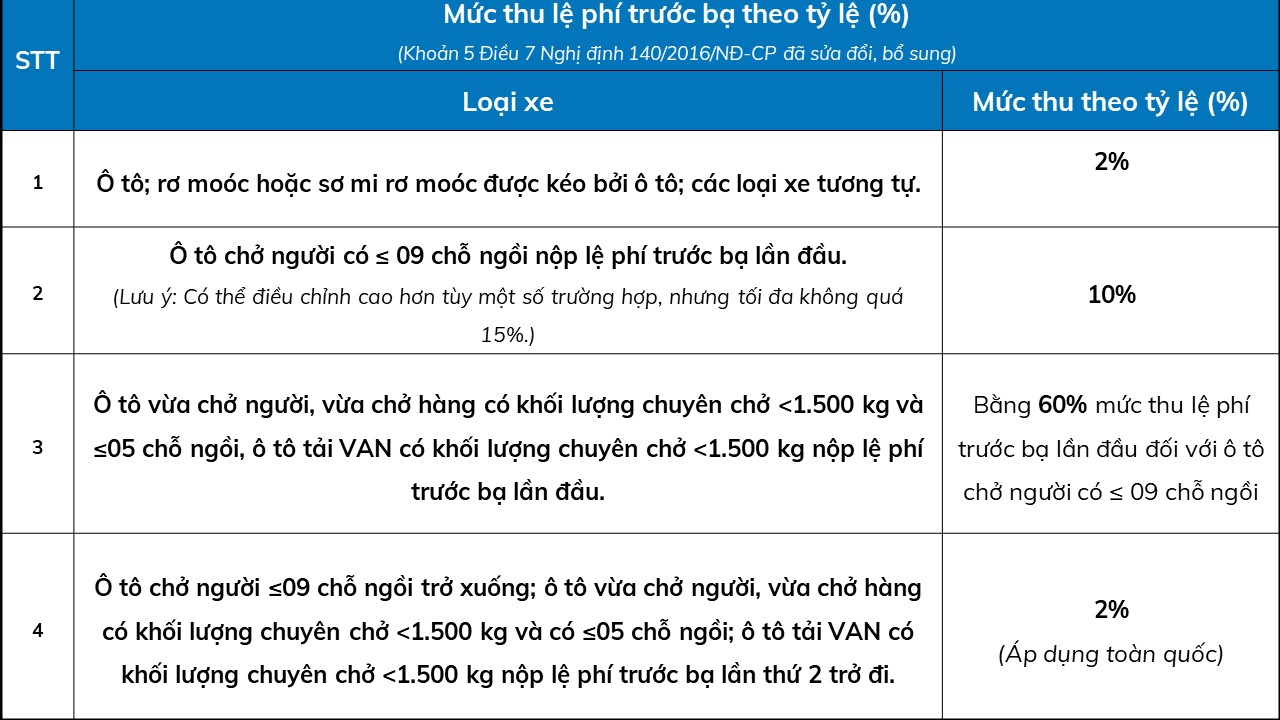 STT
Mức thu lệ phí trước bạ theo tỷ lệ (%)
(Khoản 5 Điều 7 Nghị định 140/2016/NĐ-CP đã sửa đổi, bổ sung)
Loại xe
Mức thu theo tỷ lệ (%)
1
Ô tô; rơ moóc hoặc sơ mi rơ moóc được kéo bởi ô tô; các loại xe tương tự.
2%
2
Ô tô chở người có ≤ 09 chỗ ngồi nộp lệ phí trước bạ lần đầu.
(Lưu ý: Có thể điều chỉnh cao hơn tùy một số trường hợp, nhưng tối đa không quá
15%.)
10%
3
Ô tô vừa chở người, vừa chở hàng có khối lượng chuyên chở <1.500 kg và
≤05 chỗ ngồi, ô tô tải VAN có khối lượng chuyên chở <1.500 kg nộp lệ phí
trước bạ lần đầu.
Bằng 60% mức thu lệ phí
trước bạ lần đầu đối với ô tô
chở người có ≤ 09 chỗ ngồi
4
Ô tô chở người ≤09 chỗ ngồi trở xuống; ô tô vừa chở người, vừa chở hàng
có khối lượng chuyên chở <1.500 kg và có ≤05 chỗ ngồi; ô tô tải VAN có
khối lượng chuyên chở <1.500 kg nộp lệ phí trước bạ lần thứ 2 trở đi.
2%
(Áp dụng toàn quốc)